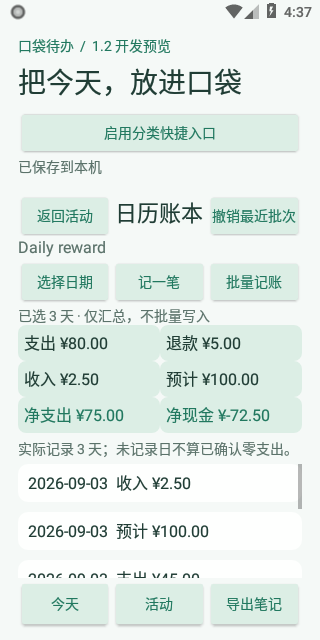 4:37
口袋待办 / 1.2 开发预览
把今天，放进口袋
启用分类快捷入口
已保存到本机
返回活动 日历账本 撤销最近批次
Daily reward
选择日期 记一笔 批量记账
已选 3 天 · 仅汇总，不批量写入
支出 ¥80.00 退款 ¥5.00
收入 ¥2.50 预计 ¥100.00
净支出 ¥75.00 净现金 ¥-72.50
实际记录 3 天；未记录日不算已确认零支出。
2026-09-03 收入 ¥2.50
2026-09-03 预计 ¥100.00
2026-09-03 支出 ¥45.00
今天 活动 导出笔记